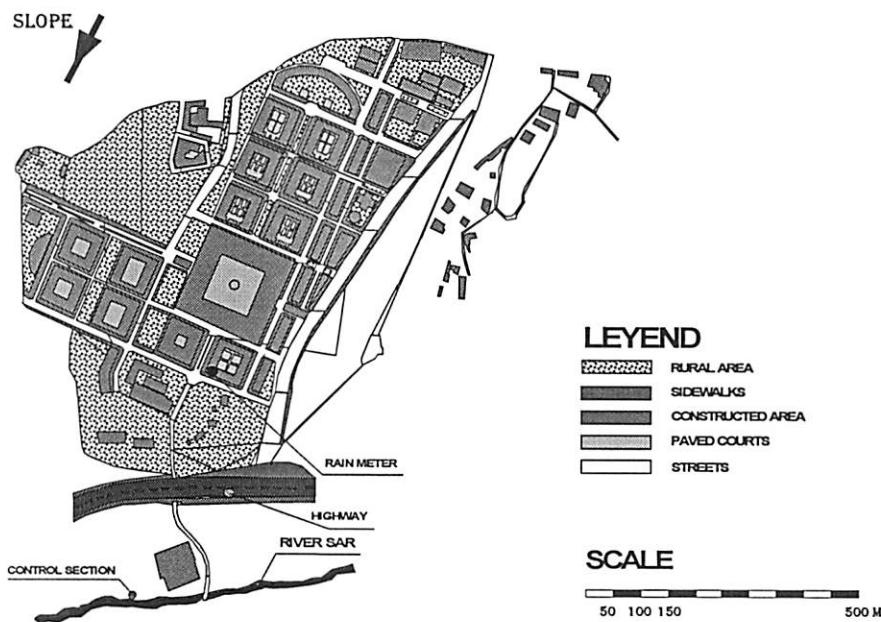 SLOPE
LEYEND
RURAL AREA
SIDEWALKS
CONSTRUCTED AREA
PAVED COURTS
STREETS
RAIN METER
HIGHWAY
RIVER SAR
CONTROL SECTION
SCALE
50 100 150 500 M